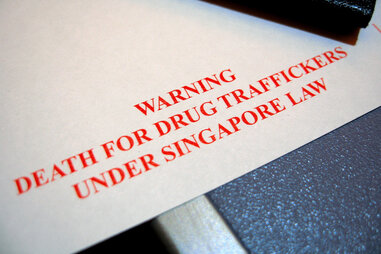 WARNING
DEATH FOR DRUG TRAFFICKERS
UNDER SINGAPORE LAW